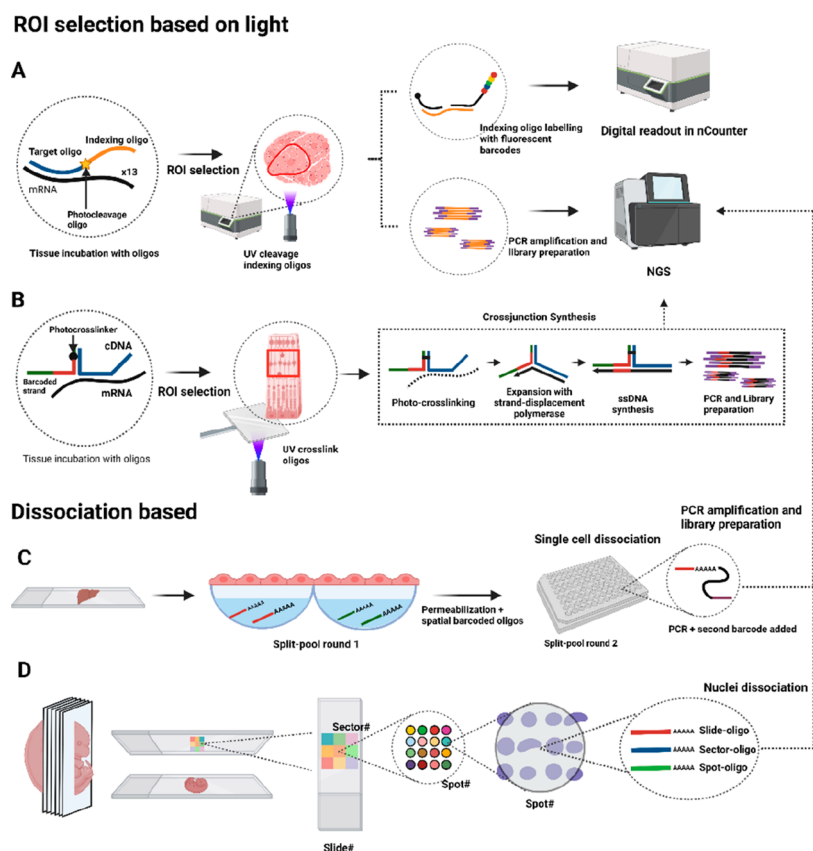 ROI selection based on light
A
Target oligo
Indexing oligo
mRNA
x13
Photocleavage
oligo
Tissue incubation with oligos
ROI selection
UV cleavage
indexing oligos
Indexing oligo labelling
with fluorescent
barcodes
Digital readout in nCounter
PCR amplification and
library preparation
NGS
B
Photocrosslinker
cDNA
Barcoded
strand
mRNA
Tissue incubation with oligos
ROI selection
UV crosslink
oligos
Crossjunction Synthesis
Photo-crosslinking
Expansion with
strand-displacement
polymerase
ssDNA
synthesis
PCR and Library
preparation
Dissociation based
C
AAAAA
AAAAA
AAAAA
AAAAA
Split-pool round 1
Permeabilization +
spatial barcoded oligos
Single cell dissociation
Split-pool round 2
PCR amplification and
library preparation
AAAAA
PCR + second barcode added
D
Sector#
Slide#
Spot#
Spot#
Nuclei dissociation
AAAAA Slide-oligo
AAAAA Sector-oligo
AAAAA Spot-oligo